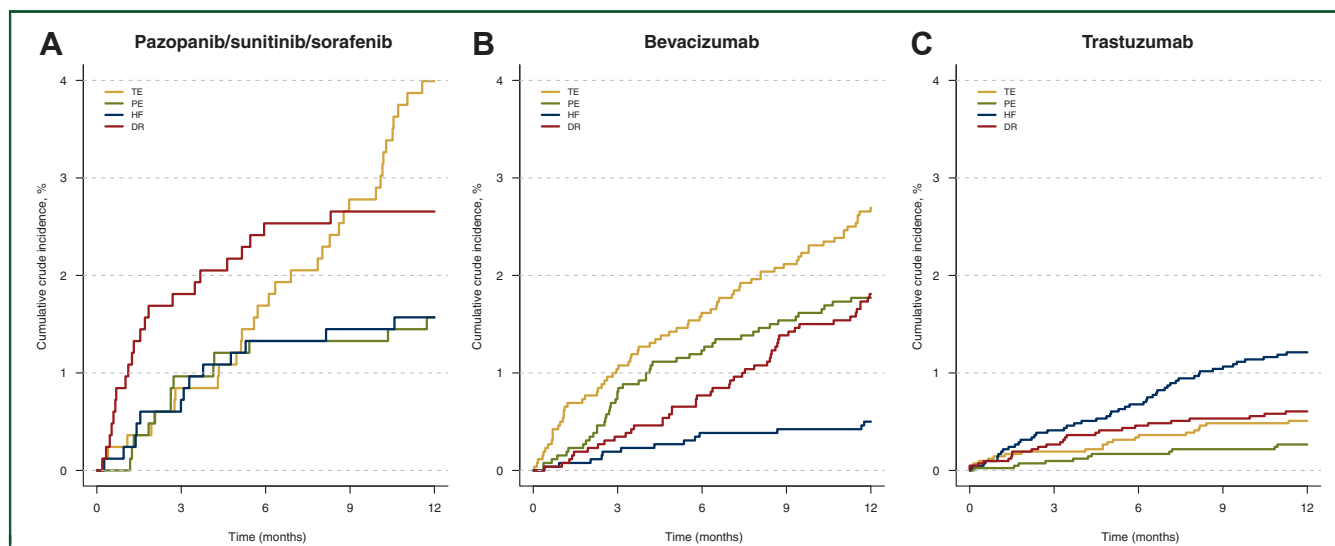 A
Pazopanib/sunitinib/sorafenib
4
3
2
1
0
Cumulative crude incidence, %
TE
PE
HF
DR
0 3 6 9 12
Time (months)
B
Bevacizumab
4
3
2
1
0
Cumulative crude incidence, %
TE
PE
HF
DR
0 3 6 9 12
Time (months)
C
Trastuzumab
4
3
2
1
0
Cumulative crude incidence, %
TE
PE
HF
DR
0 3 6 9 12
Time (months)